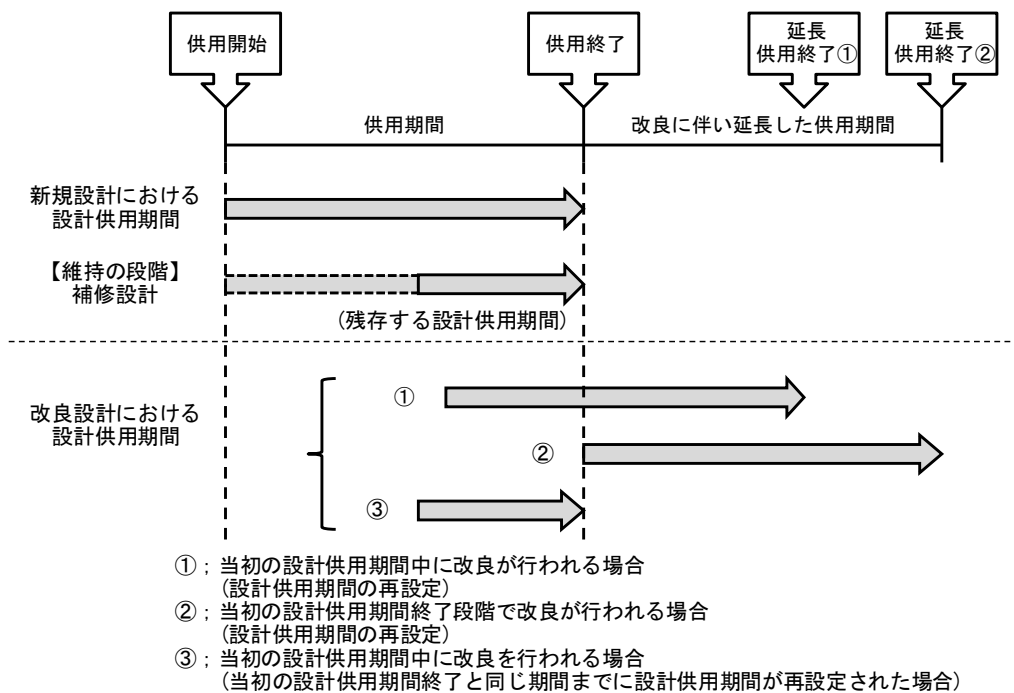 供用開始
供用終了
延長
供用終了①
延長
供用終了②
供用期間
改良に伴い延長した供用期間
新規設計における
設計供用期間
【維持の段階】
補修設計
(残存する設計供用期間)
改良設計における
設計供用期間
①
②
③
①；当初の設計供用期間中に改良が行われる場合
(設計供用期間の再設定)
②；当初の設計供用期間終了段階で改良が行われる場合
(設計供用期間の再設定)
③；当初の設計供用期間中に改良を行われる場合
(当初の設計供用期間終了と同じ期間までに設計供用期間が再設定された場合)